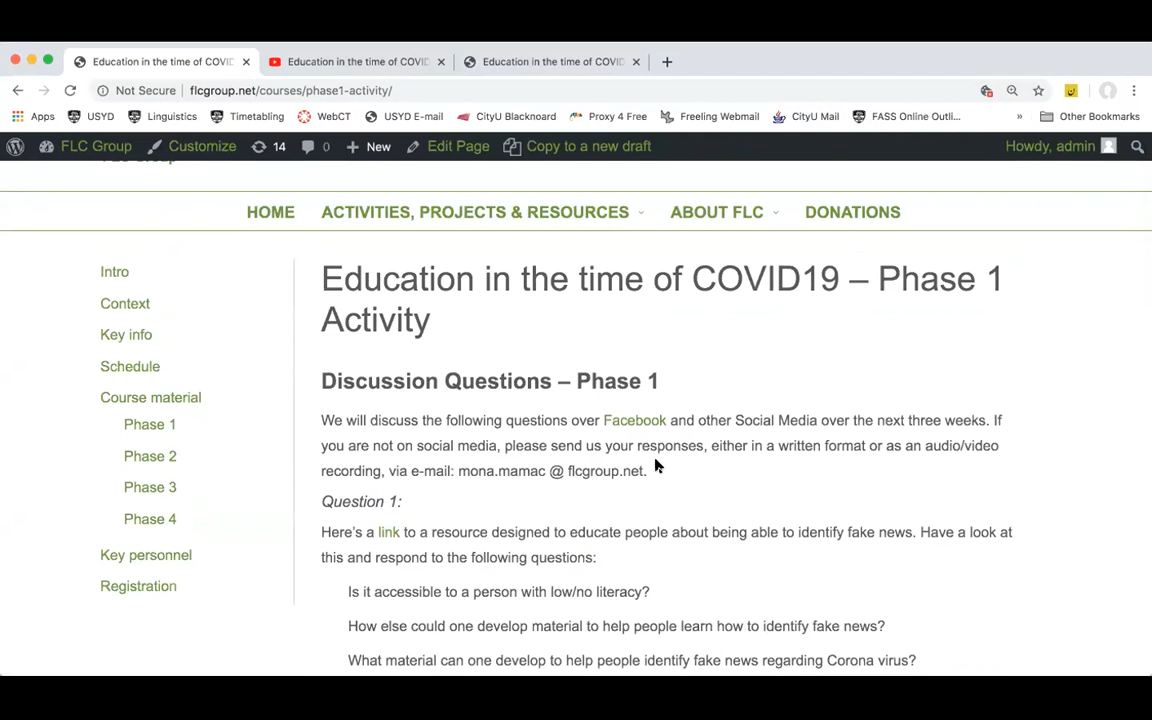 Education in the time of COVID
Education in the time of COVID
Education in the time of COVID
Not Secure
flcgroup.net/courses/phase1-activity/
Apps
USYD
Linguistics
Timetabling
WebCT
USYD E-mail
CityU Blacknoard
Proxy 4 Free
Freeling Webmail
CityU Mail
FASS Online Outli...
»
Other Bookmarks
FLC Group
Customize
14
0
New
Edit Page
Copy to a new draft
Howdy, admin
HOME
ACTIVITIES, PROJECTS & RESOURCES
ABOUT FLC
DONATIONS
Intro
Context
Key info
Schedule
Course material
Phase 1
Phase 2
Phase 3
Phase 4
Key personnel
Registration
Education in the time of COVID19 – Phase 1
Activity
Discussion Questions – Phase 1
We will discuss the following questions over Facebook and other Social Media over the next three weeks. If
you are not on social media, please send us your responses, either in a written format or as an audio/video
recording, via e-mail: mona.mamac @ flcgroup.net.
Question 1:
Here's a link to a resource designed to educate people about being able to identify fake news. Have a look at
this and respond to the following questions:
Is it accessible to a person with low/no literacy?
How else could one develop material to help people learn how to identify fake news?
What material can one develop to help people identify fake news regarding Corona virus?